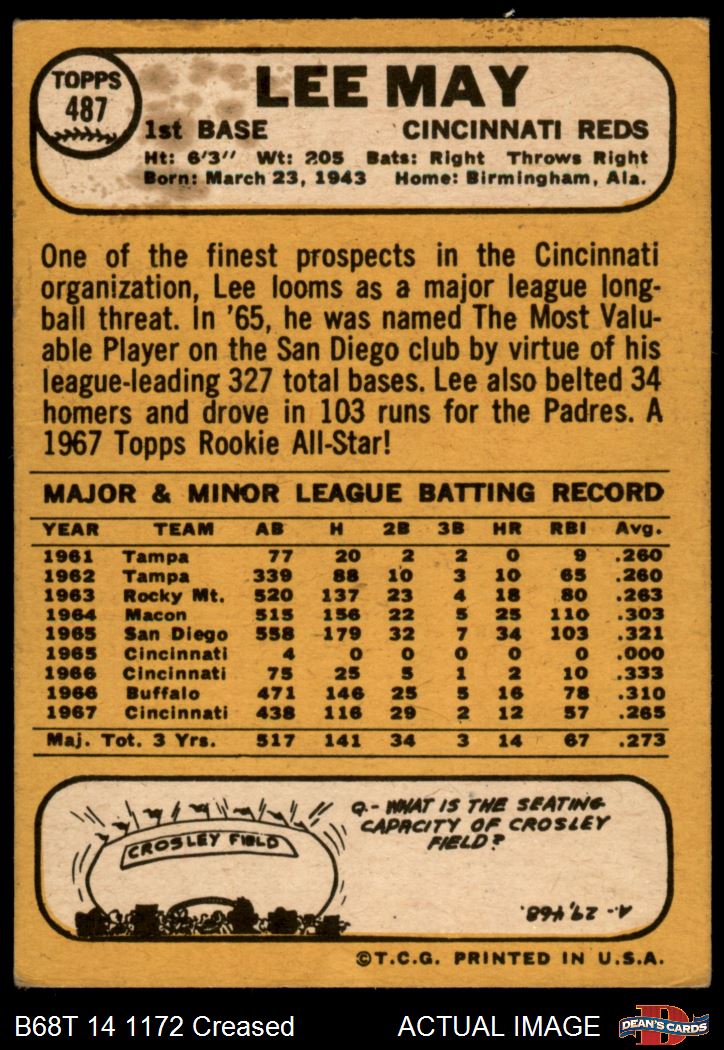 TOPPS
487
LEE MAY
1st BASE CINCINNATI REDS
Ht: 6'3" Wt: 205 Bats: Right Throws Right
Born: March 23, 1943 Home: Birmingham, Ala.
One of the finest prospects in the Cincinnati
organization, Lee looms as a major league long-
ball threat. In '65, he was named The Most Valu-
able Player on the San Diego club by virtue of his
league-leading 327 total bases. Lee also belted 34
homers and drove in 103 runs for the Padres. A
1967 Topps Rookie All-Star!
MAJOR & MINOR LEAGUE BATTING RECORD
YEAR TEAM AB H 2B 3B HR RBI Avg.
1961 Tampa 77 20 2 2 0 9 .260
1962 Tampa 339 88 10 3 10 65 .260
1963 Rocky Mt. 520 137 23 4 18 80 .263
1964 Macon 515 156 22 5 25 110 .303
1965 San Diego 558 179 32 7 34 103 .321
1965 Cincinnati 4 0 0 0 0 0 .000
1966 Cincinnati 75 25 5 1 2 10 .333
1966 Buffalo 471 146 25 5 16 78 .310
1967 Cincinnati 438 116 29 2 12 57 .265
Maj. Tot. 3 Yrs. 517 141 34 3 14 67 .273
CROSLEY FIELD
Q.- WHAT IS THE SEATING
CAPACITY OF CROSLEY
FIELD?
A.- 29,468.
©T.C.G. PRINTED IN U.S.A.
B68T 14 1172 Creased ACTUAL IMAGE
D
DEAN'S CARDS